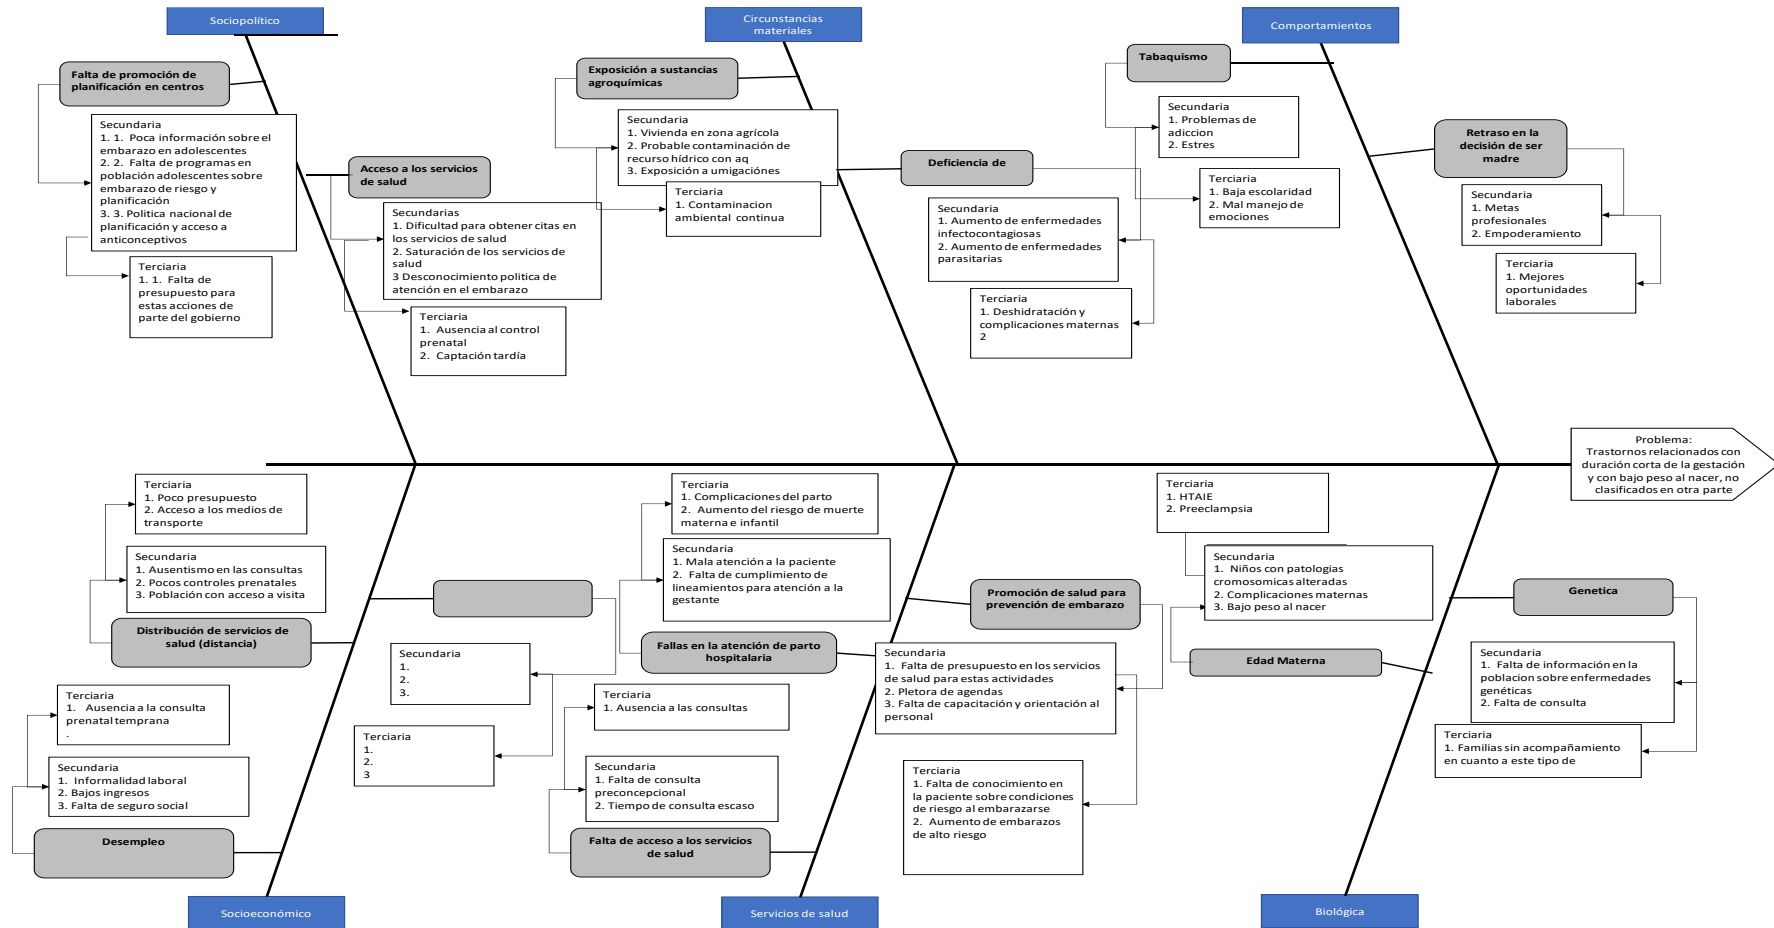 Sociopolítico
Falta de promoción de
planificación en centros
Secundaria
1. 1. Poca información sobre el
embarazo en adolescentes
2. 2. Falta de programas en
población adolescentes sobre
embarazo de riesgo y
planificación
3. 3. Politica nacional de
planificación y acceso a
anticonceptivos
Terciaria
1. 1. Falta de
presupuesto para
estas acciones de
parte del gobierno
Acceso a los servicios
de salud
Secundarias
1. Dificultad para obtener citas en
los servicios de salud
2. Saturación de los servicios de
salud
3 Desconocimiento politica de
atención en el embarazo
Terciaria
1. Ausencia al control
prenatal
2. Captación tardía
Circunstancias
materiales
Exposición a sustancias
agroquímicas
Secundaria
1. Vivienda en zona agrícola
2. Probable contaminación de
recurso hídrico con aq
3. Exposición a umigaciónes
Terciaria
1. Contaminacion
ambiental continua
Deficiencia de
Secundaria
1. Aumento de enfermedades
infectocontagiosas
2. Aumento de enfermedades
parasitarias
Terciaria
1. Deshidratación y
complicaciones maternas
2
Comportamientos
Tabaquismo
Secundaria
1. Problemas de
adiccion
2. Estres
Terciaria
1. Baja escolaridad
2. Mal manejo de
emociones
Retraso en la
decisión de ser
madre
Secundaria
1. Metas
profesionales
2. Empoderamiento
Terciaria
1. Mejores
oportunidades
laborales
Problema:
Trastornos relacionados con
duración corta de la gestación
y con bajo peso al nacer, no
clasificados en otra parte
Terciaria
1. Poco presupuesto
2. Acceso a los medios de
transporte
Secundaria
1. Ausentismo en las consultas
2. Pocos controles prenatales
3. Población con acceso a visita
Distribución de servicios de
salud (distancia)
Terciaria
1. Ausencia a la consulta
prenatal temprana
.
Secundaria
1. Informalidad laboral
2. Bajos ingresos
3. Falta de seguro social
Desempleo
Socioeconómico
Secundaria
1.
2.
3.
Terciaria
1.
2.
3
Terciaria
1. Complicaciones del parto
2. Aumento del riesgo de muerte
materna e infantil
Secundaria
1. Mala atención a la paciente
2. Falta de cumplimiento de
lineamientos para atención a la
gestante
Fallas en la atención de parto
hospitalaria
Terciaria
1. Ausencia a las consultas
Secundaria
1. Falta de consulta
preconcepcional
2. Tiempo de consulta escaso
Falta de acceso a los servicios
de salud
Servicios de salud
Promoción de salud para
prevención de embarazo
Secundaria
1. Falta de presupuesto en los servicios
de salud para estas actividades
2. Pletora de agendas
3. Falta de capacitación y orientación al
personal
Terciaria
1. Falta de conocimiento en
la paciente sobre condiciones
de riesgo al embarazarse
2. Aumento de embarazos
de alto riesgo
Terciaria
1. HTAIE
2. Preeclampsia
Secundaria
1. Niños con patologias
cromosomicas alteradas
2. Complicaciones maternas
3. Bajo peso al nacer
Edad Materna
Genetica
Secundaria
1. Falta de información en la
poblacion sobre enfermedades
genéticas
2. Falta de consulta
Terciaria
1. Familias sin acompañamiento
en cuanto a este tipo de
Biológica